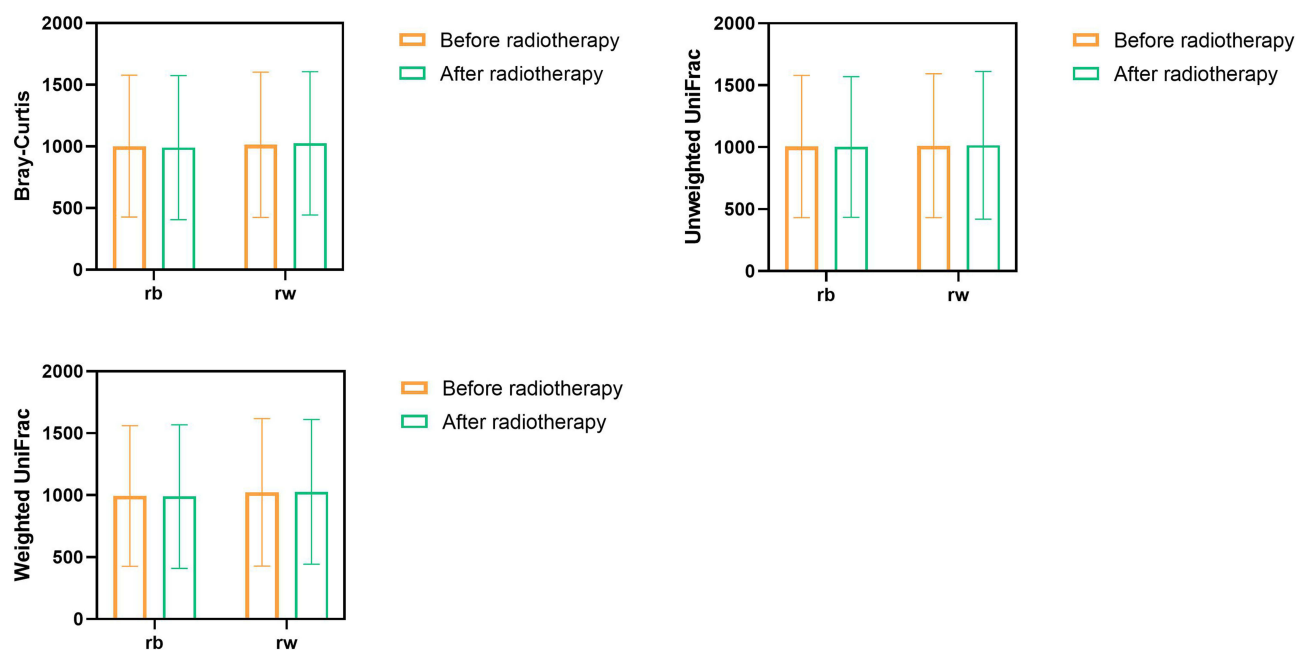 Bray-Curtis
2000
1500
1000
500
0
rb
rw
Before radiotherapy
After radiotherapy
Unweighted UniFrac
2000
1500
1000
500
0
rb
rw
Before radiotherapy
After radiotherapy
Weighted UniFrac
2000
1500
1000
500
0
rb
rw
Before radiotherapy
After radiotherapy